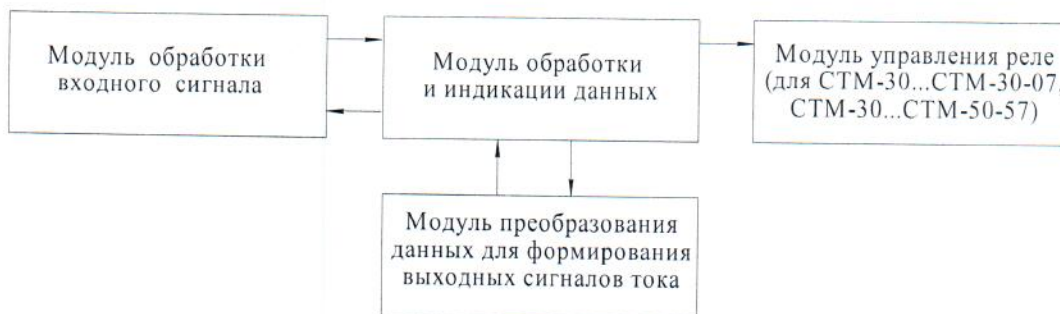 Модуль обработки
входного сигнала
Модуль обработки
и индикации данных
Модуль управления реле
(для СТМ-30...СТМ-30-07,
СТМ-30...СТМ-50-57)
Модуль преобразования
данных для формирования
выходных сигналов тока